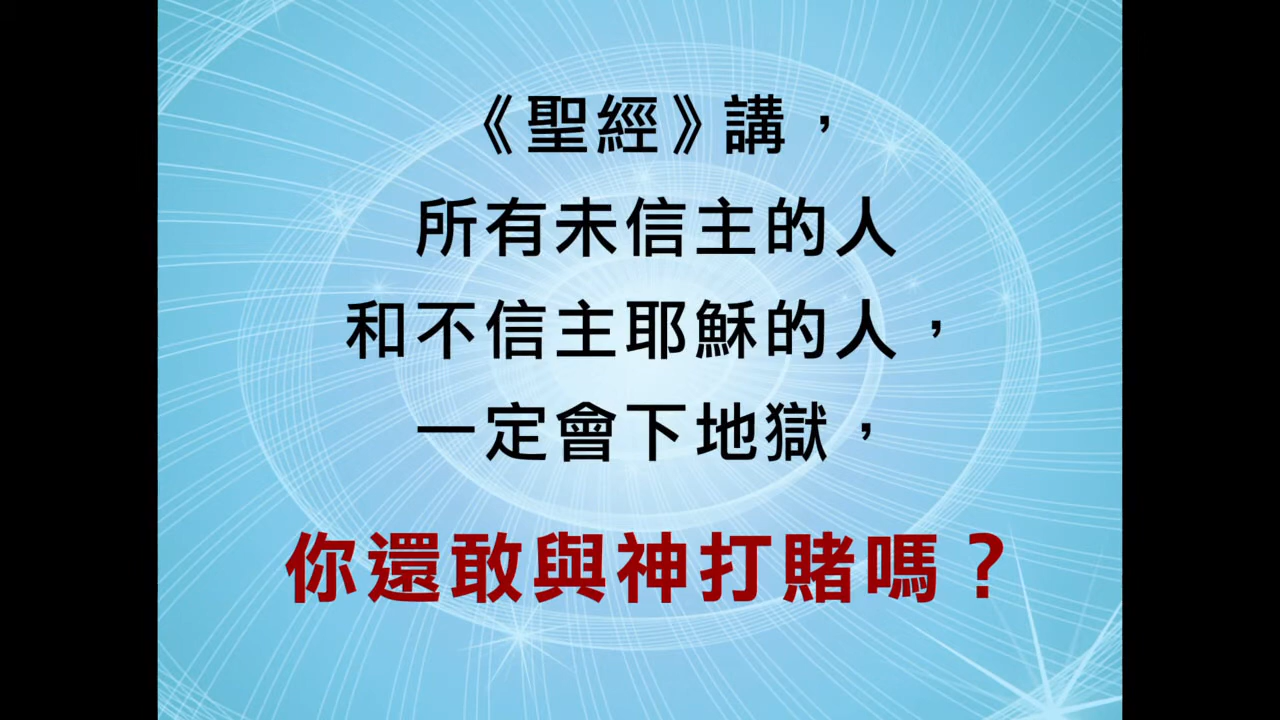 《聖經》講，
所有未信主的人
和不信主耶穌的人，
一定會下地獄，
你還敢與神打賭嗎？